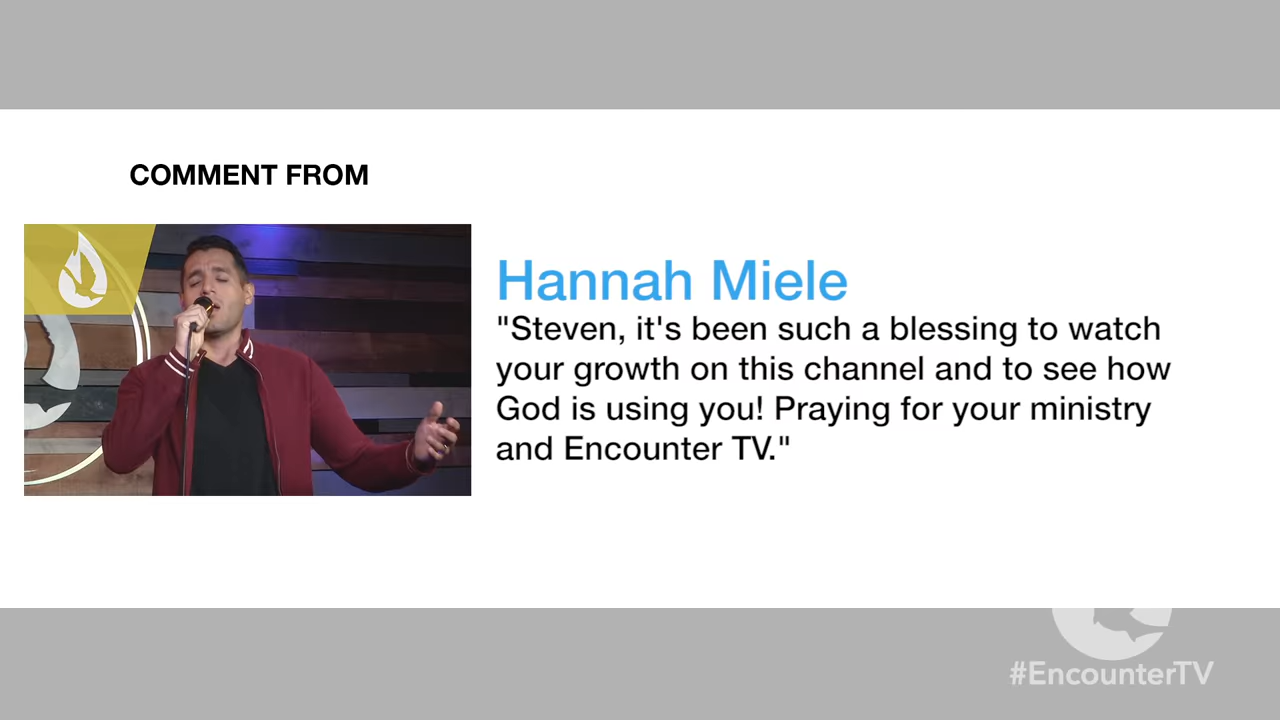 COMMENT FROM
Hannah Miele
"Steven, it's been such a blessing to watch
your growth on this channel and to see how
God is using you! Praying for your ministry
and Encounter TV."
#EncounterTV